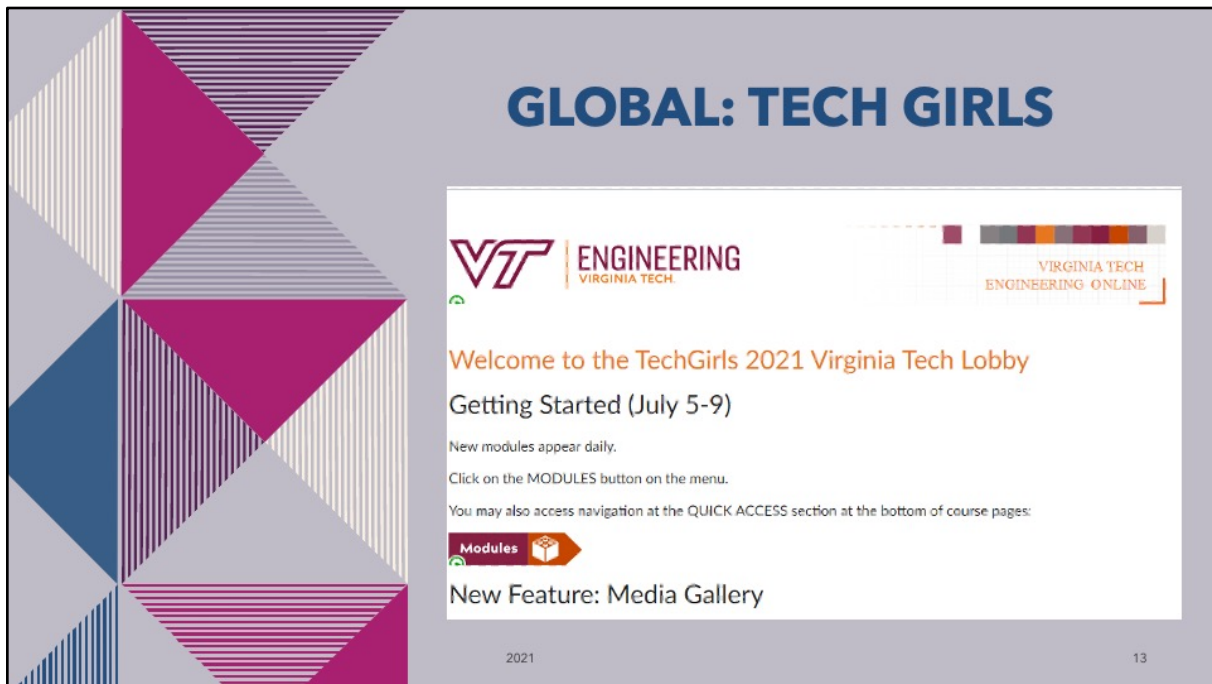 GLOBAL: TECH GIRLS
VT ENGINEERING
VIRGINIA TECH.
VIRGINIA TECH
ENGINEERING ONLINE
Welcome to the TechGirls 2021 Virginia Tech Lobby
Getting Started (July 5-9)
New modules appear daily.
Click on the MODULES button on the menu.
You may also access navigation at the QUICK ACCESS section at the bottom of course pages:
Modules
New Feature: Media Gallery
2021
13